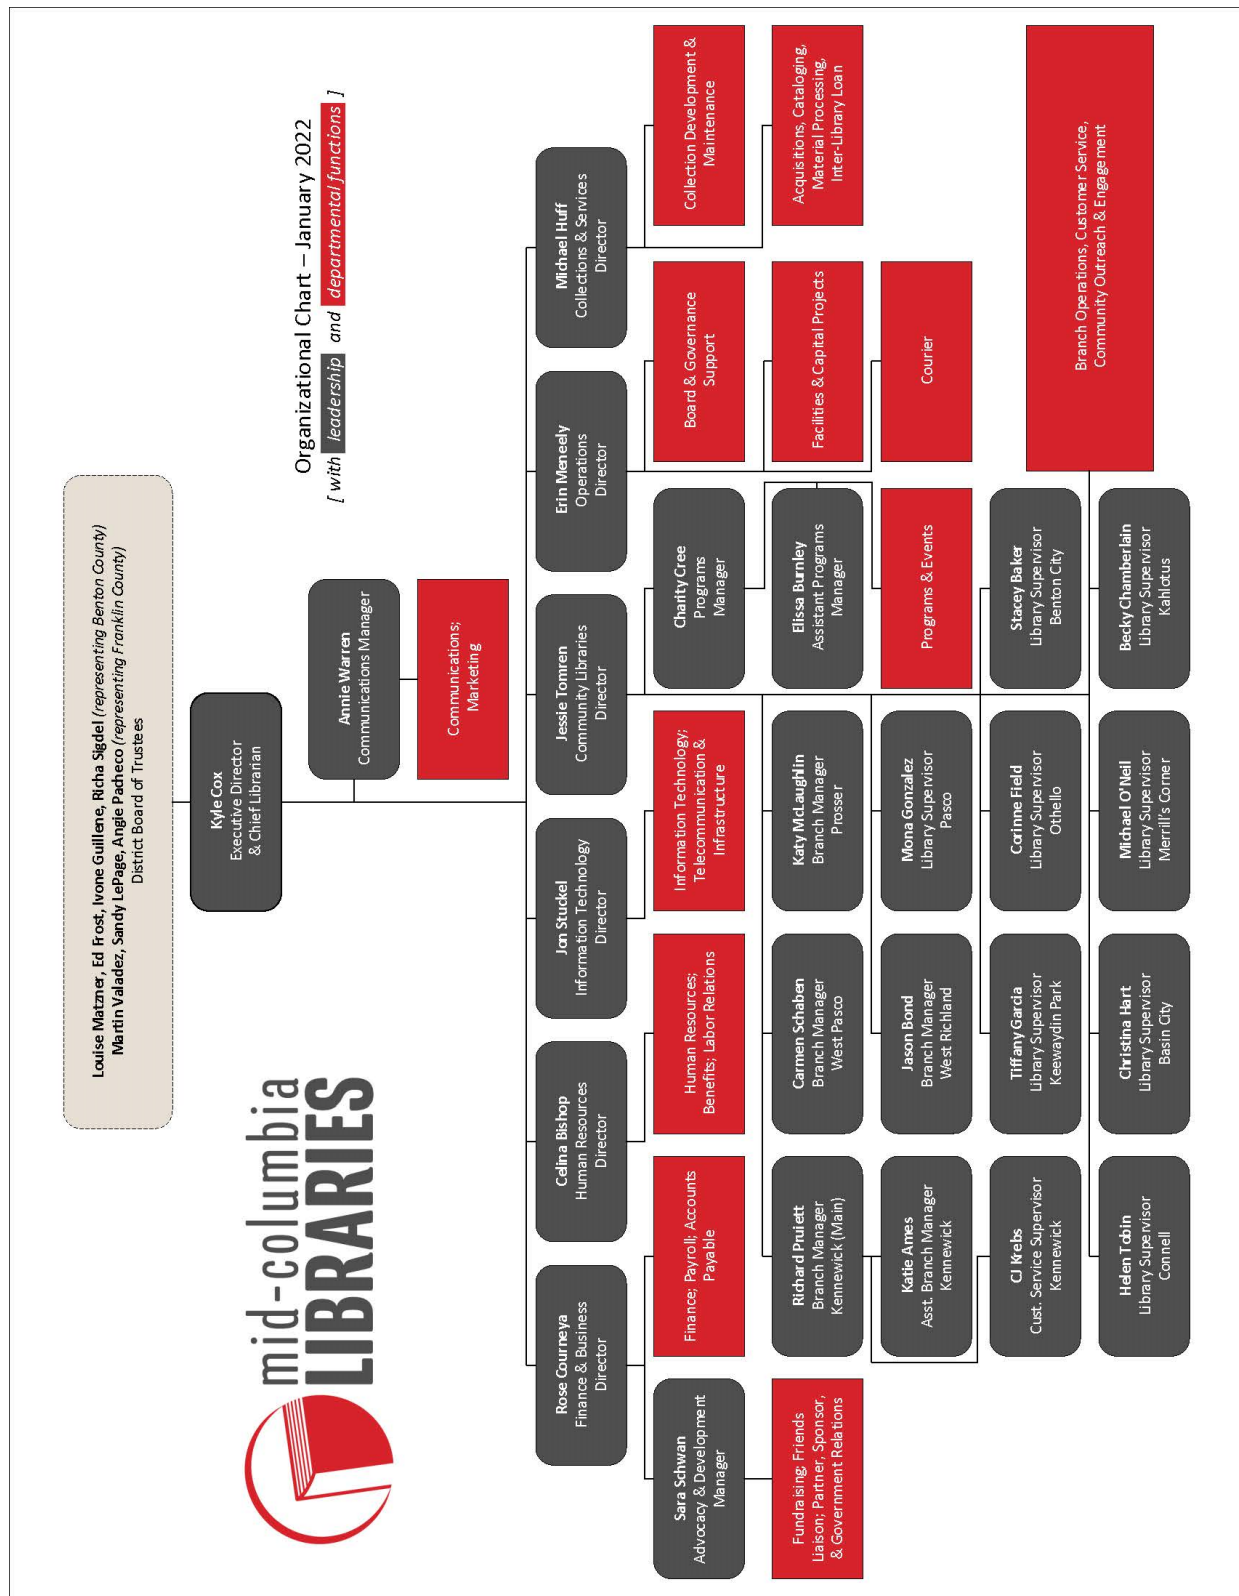 Louise Matzner, Ed Frost, Ivone Guillene, Richa Sigdel (representing Benton County)
Martin Valadez, Sandy LePage, Angie Pacheco (representing Franklin County)
District Board of Trustees
mid-columbia
LIBRARIES
Organizational Chart – January 2022
[ with leadership and departmental functions ]
Kyle Cox
Executive Director
& Chief Librarian
Annie Warren
Communications Manager
Communications;
Marketing
Rose Courneya
Finance & Business
Director
Celina Bishop
Human Resources
Director
Jon Stuckel
Information Technology
Director
Jessie Tomren
Community Libraries
Director
Erin Meneely
Operations
Director
Michael Huff
Collections & Services
Director
Sara Schwan
Advocacy & Development
Manager
Finance; Payroll; Accounts
Payable
Human Resources;
Benefits; Labor Relations
Information Technology;
Telecommunication &
Infrastructure
Charity Cree
Programs
Manager
Board & Governance
Support
Collection Development &
Maintenance
Fundraising; Friends
Liaison; Partner, Sponsor,
& Government Relations
Richard Pruiett
Branch Manager
Kennewick (Main)
Carmen Schaben
Branch Manager
West Pasco
Katy McLaughlin
Branch Manager
Prosser
Elissa Burnley
Assistant Programs
Manager
Facilities & Capital Projects
Acquisitions, Cataloging,
Material Processing,
Inter-Library Loan
Katie Ames
Asst. Branch Manager
Kennewick
Jason Bond
Branch Manager
West Richland
Mona Gonzalez
Library Supervisor
Pasco
Programs & Events
Courier
CJ Krebs
Cust. Service Supervisor
Kennewick
Tiffany Garcia
Library Supervisor
Keewaydin Park
Corinne Field
Library Supervisor
Othello
Stacey Baker
Library Supervisor
Benton City
Branch Operations, Customer Service,
Community Outreach & Engagement
Helen Tobin
Library Supervisor
Connell
Christina Hart
Library Supervisor
Basin City
Michael O'Neil
Library Supervisor
Merrill's Corner
Becky Chamberlain
Library Supervisor
Kahlotus